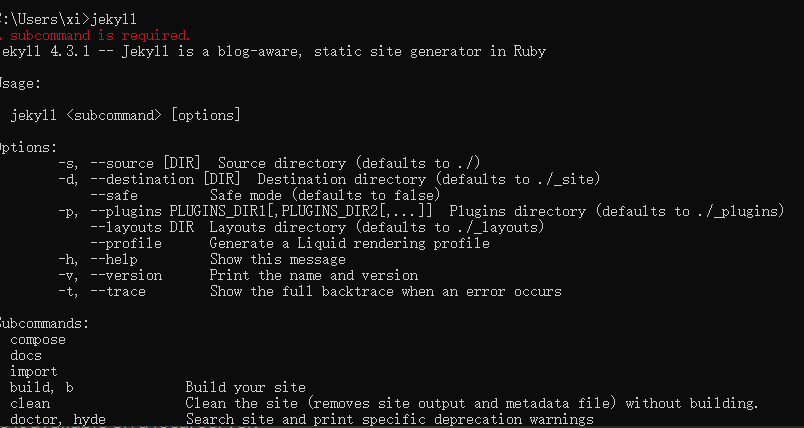 :\Users\xi>jekyll
A subcommand is required.
ekyll 4.3.1 -- Jekyll is a blog-aware, static site generator in Ruby
Usage:
jekyll <subcommand> [options]
Options:
-s, --source [DIR]  Source directory (defaults to ./)
-d, --destination [DIR]  Destination directory (defaults to ./_site)
--safe         Safe mode (defaults to false)
-p, --plugins PLUGINS_DIR1[,PLUGINS_DIR2[,...]]  Plugins directory (defaults to ./_plugins)
--layouts DIR  Layouts directory (defaults to ./_layouts)
--profile      Generate a Liquid rendering profile
-h, --help         Show this message
-v, --version      Print the name and version
-t, --trace        Show the full backtrace when an error occurs
Subcommands:
compose
docs
import
build, b              Build your site
clean                 Clean the site (removes site output and metadata file) without building.
doctor, hyde          Search site and print specific deprecation warnings